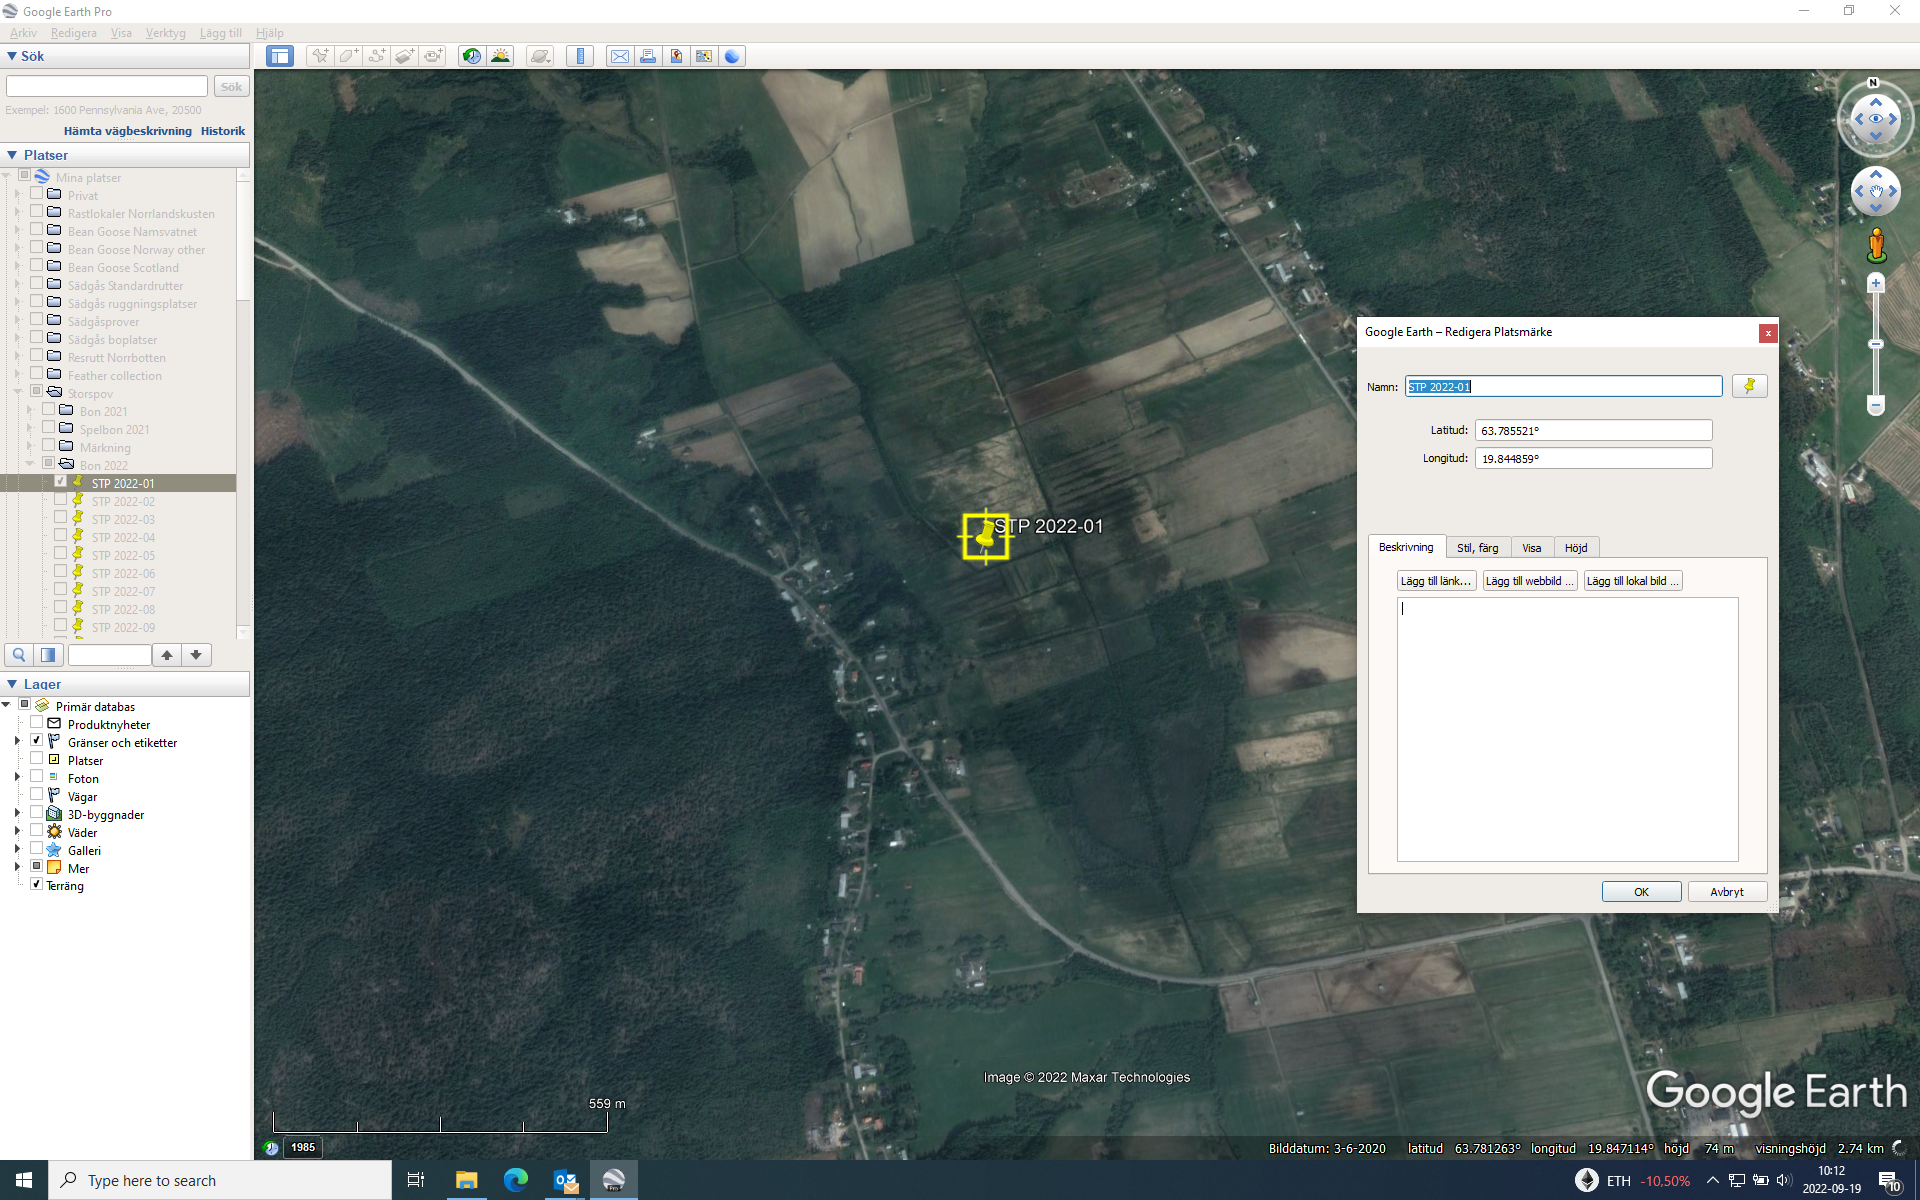 Google Earth Pro
Arkiv Redigera Visa Verktyg Lägg till Hjälp
Sök
Sök
Exempel: 1600 Pennsylvania Ave, 20500
Hämta vägbeskrivning Historik
Platser
Mina platser
Privat
Rastlokaler Norrlandskusten
Bean Goose Namsvatnet
Bean Goose Norway other
Bean Goose Scotland
Sädgås Standardrutter
Sädgås ruggningsplatser
Sädgåsprover
Sädgås boplatser
Resrutt Norrbotten
Feather collection
Storspov
Bon 2021
Spelbon 2021
Märkning
Bon 2022
STP 2022-01
STP 2022-02
STP 2022-03
STP 2022-04
STP 2022-05
STP 2022-06
STP 2022-07
STP 2022-08
STP 2022-09
Lager
Primär databas
Produktnyheter
Gränser och etiketter
Platser
Foton
Vägar
3D-byggnader
Väder
Galleri
Mer
Terräng
N
STP 2022-01
Google Earth – Redigera Platsmärke
x
Namn: STP 2022-01
Latitud: 63.785521°
Longitud: 19.844859°
Beskrivning Stil, färg Visa Höjd
Lägg till länk... Lägg till webbild ... Lägg till lokal bild ...
OK Avbryt
Image © 2022 Maxar Technologies
Google Earth
559 m
1985
Bilddatum: 3-6-2020 latitud 63.781263° longitud 19.847114° höjd 74 m visningshöjd 2.74 km
Type here to search
Pro
ETH -10,50%
10:12
2022-09-19
10